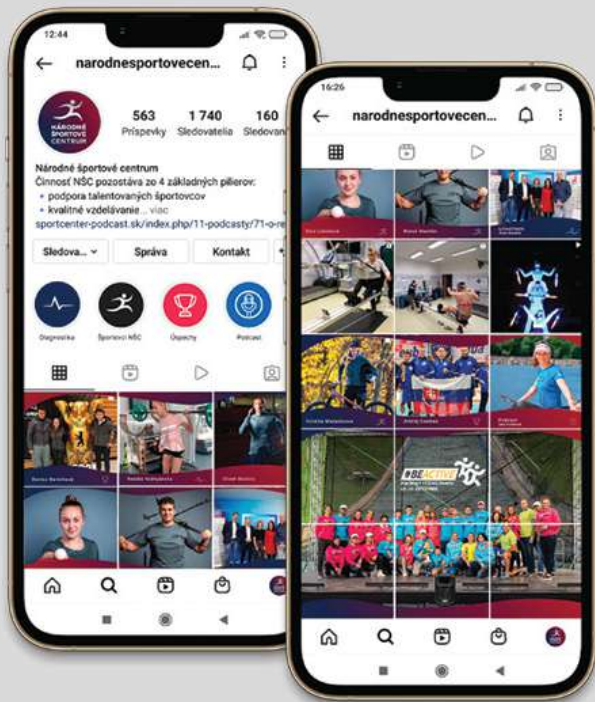 12:44
narodnesportovecen...
NÁRODNÉ
ŠPORTOVÉ
CENTRUM
563 1 740 160
Príspevky Sledovatelia Sledovan
Národné športové centrum
Činnosť NŠC pozostáva zo 4 základných pilierov:
• podpora talentovaných športovcov
• kvalitné vzdelávanie... viac
sportcenter-podcast.sk/index.php/11-podcasty/71-o-re
Sledova... Správa Kontakt
Diagnostika Športovci NŠC Úspechy Podcast
16:26
narodnesportovecen...
#BEACTIVE